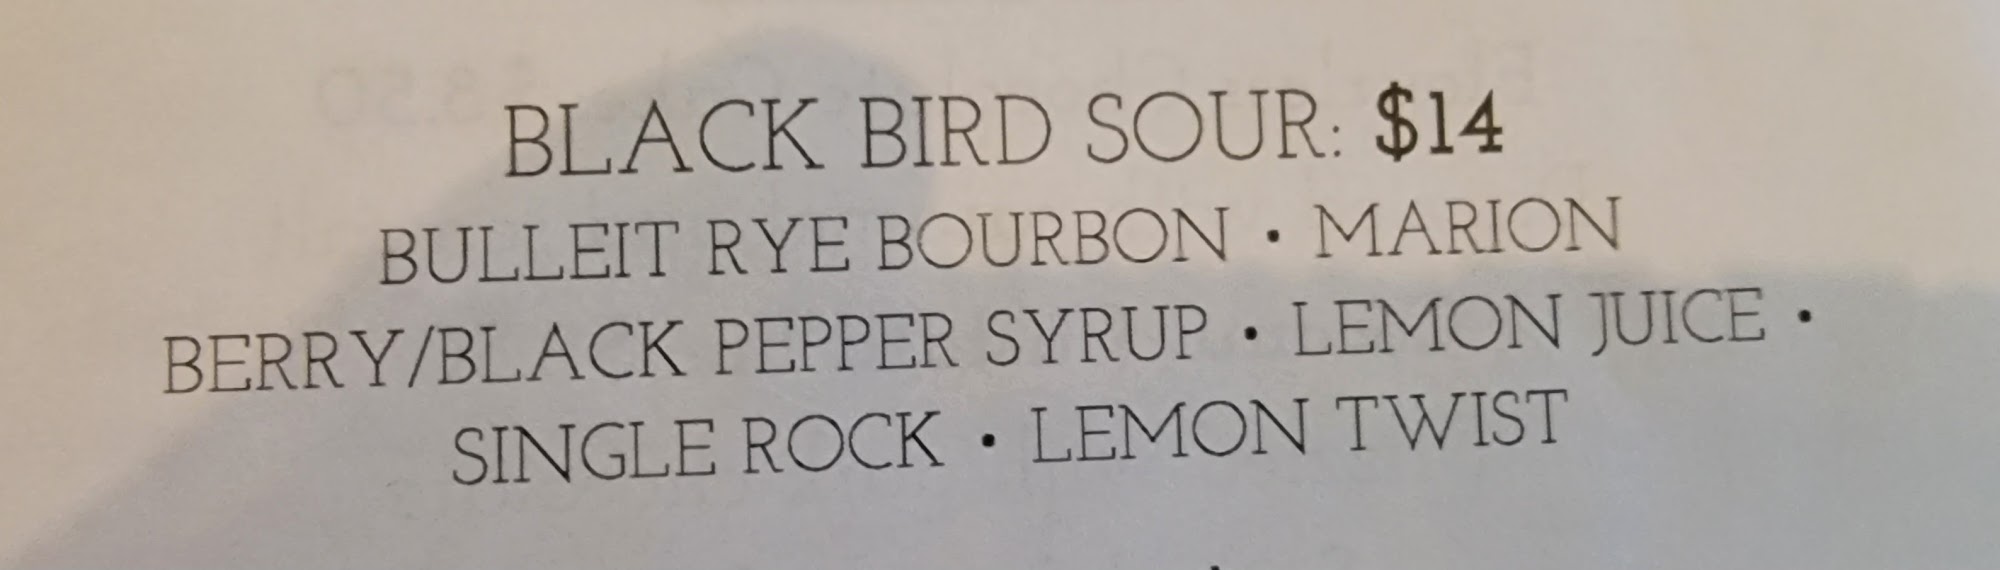 BLACK BIRD SOUR: $14
BULLEIT RYE BOURBON • MARION
BERRY/BLACK PEPPER SYRUP • LEMON JUICE •
SINGLE ROCK • LEMON TWIST